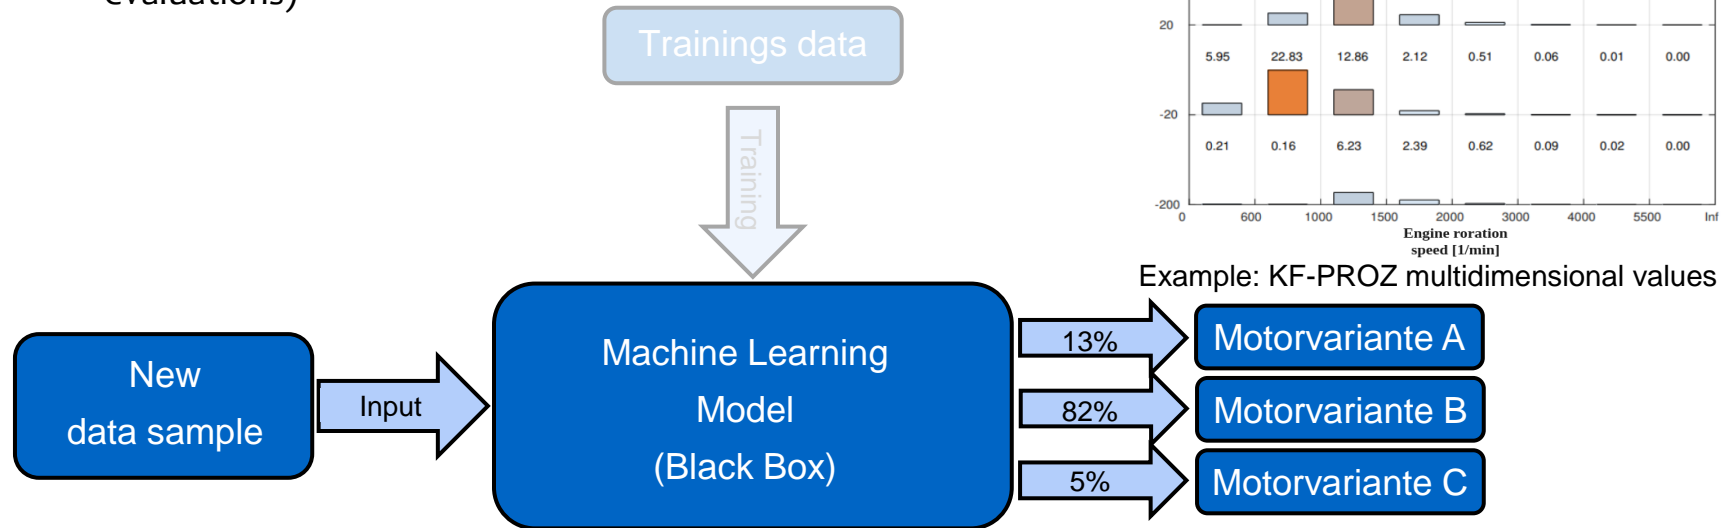 evaluations)
Trainings data
Training
20
5.95 22.83 12.86 2.12 0.51 0.06 0.01 0.00
-20
0.21 0.16 6.23 2.39 0.62 0.09 0.02 0.00
-200
0 600 1000 1500 2000 3000 4000 5500 Inf
Engine roration
speed [1/min]
Example: KF-PROZ multidimensional values
New
data sample
Input
Machine Learning
Model
(Black Box)
13%
Motorvariante A
82%
Motorvariante B
5%
Motorvariante C